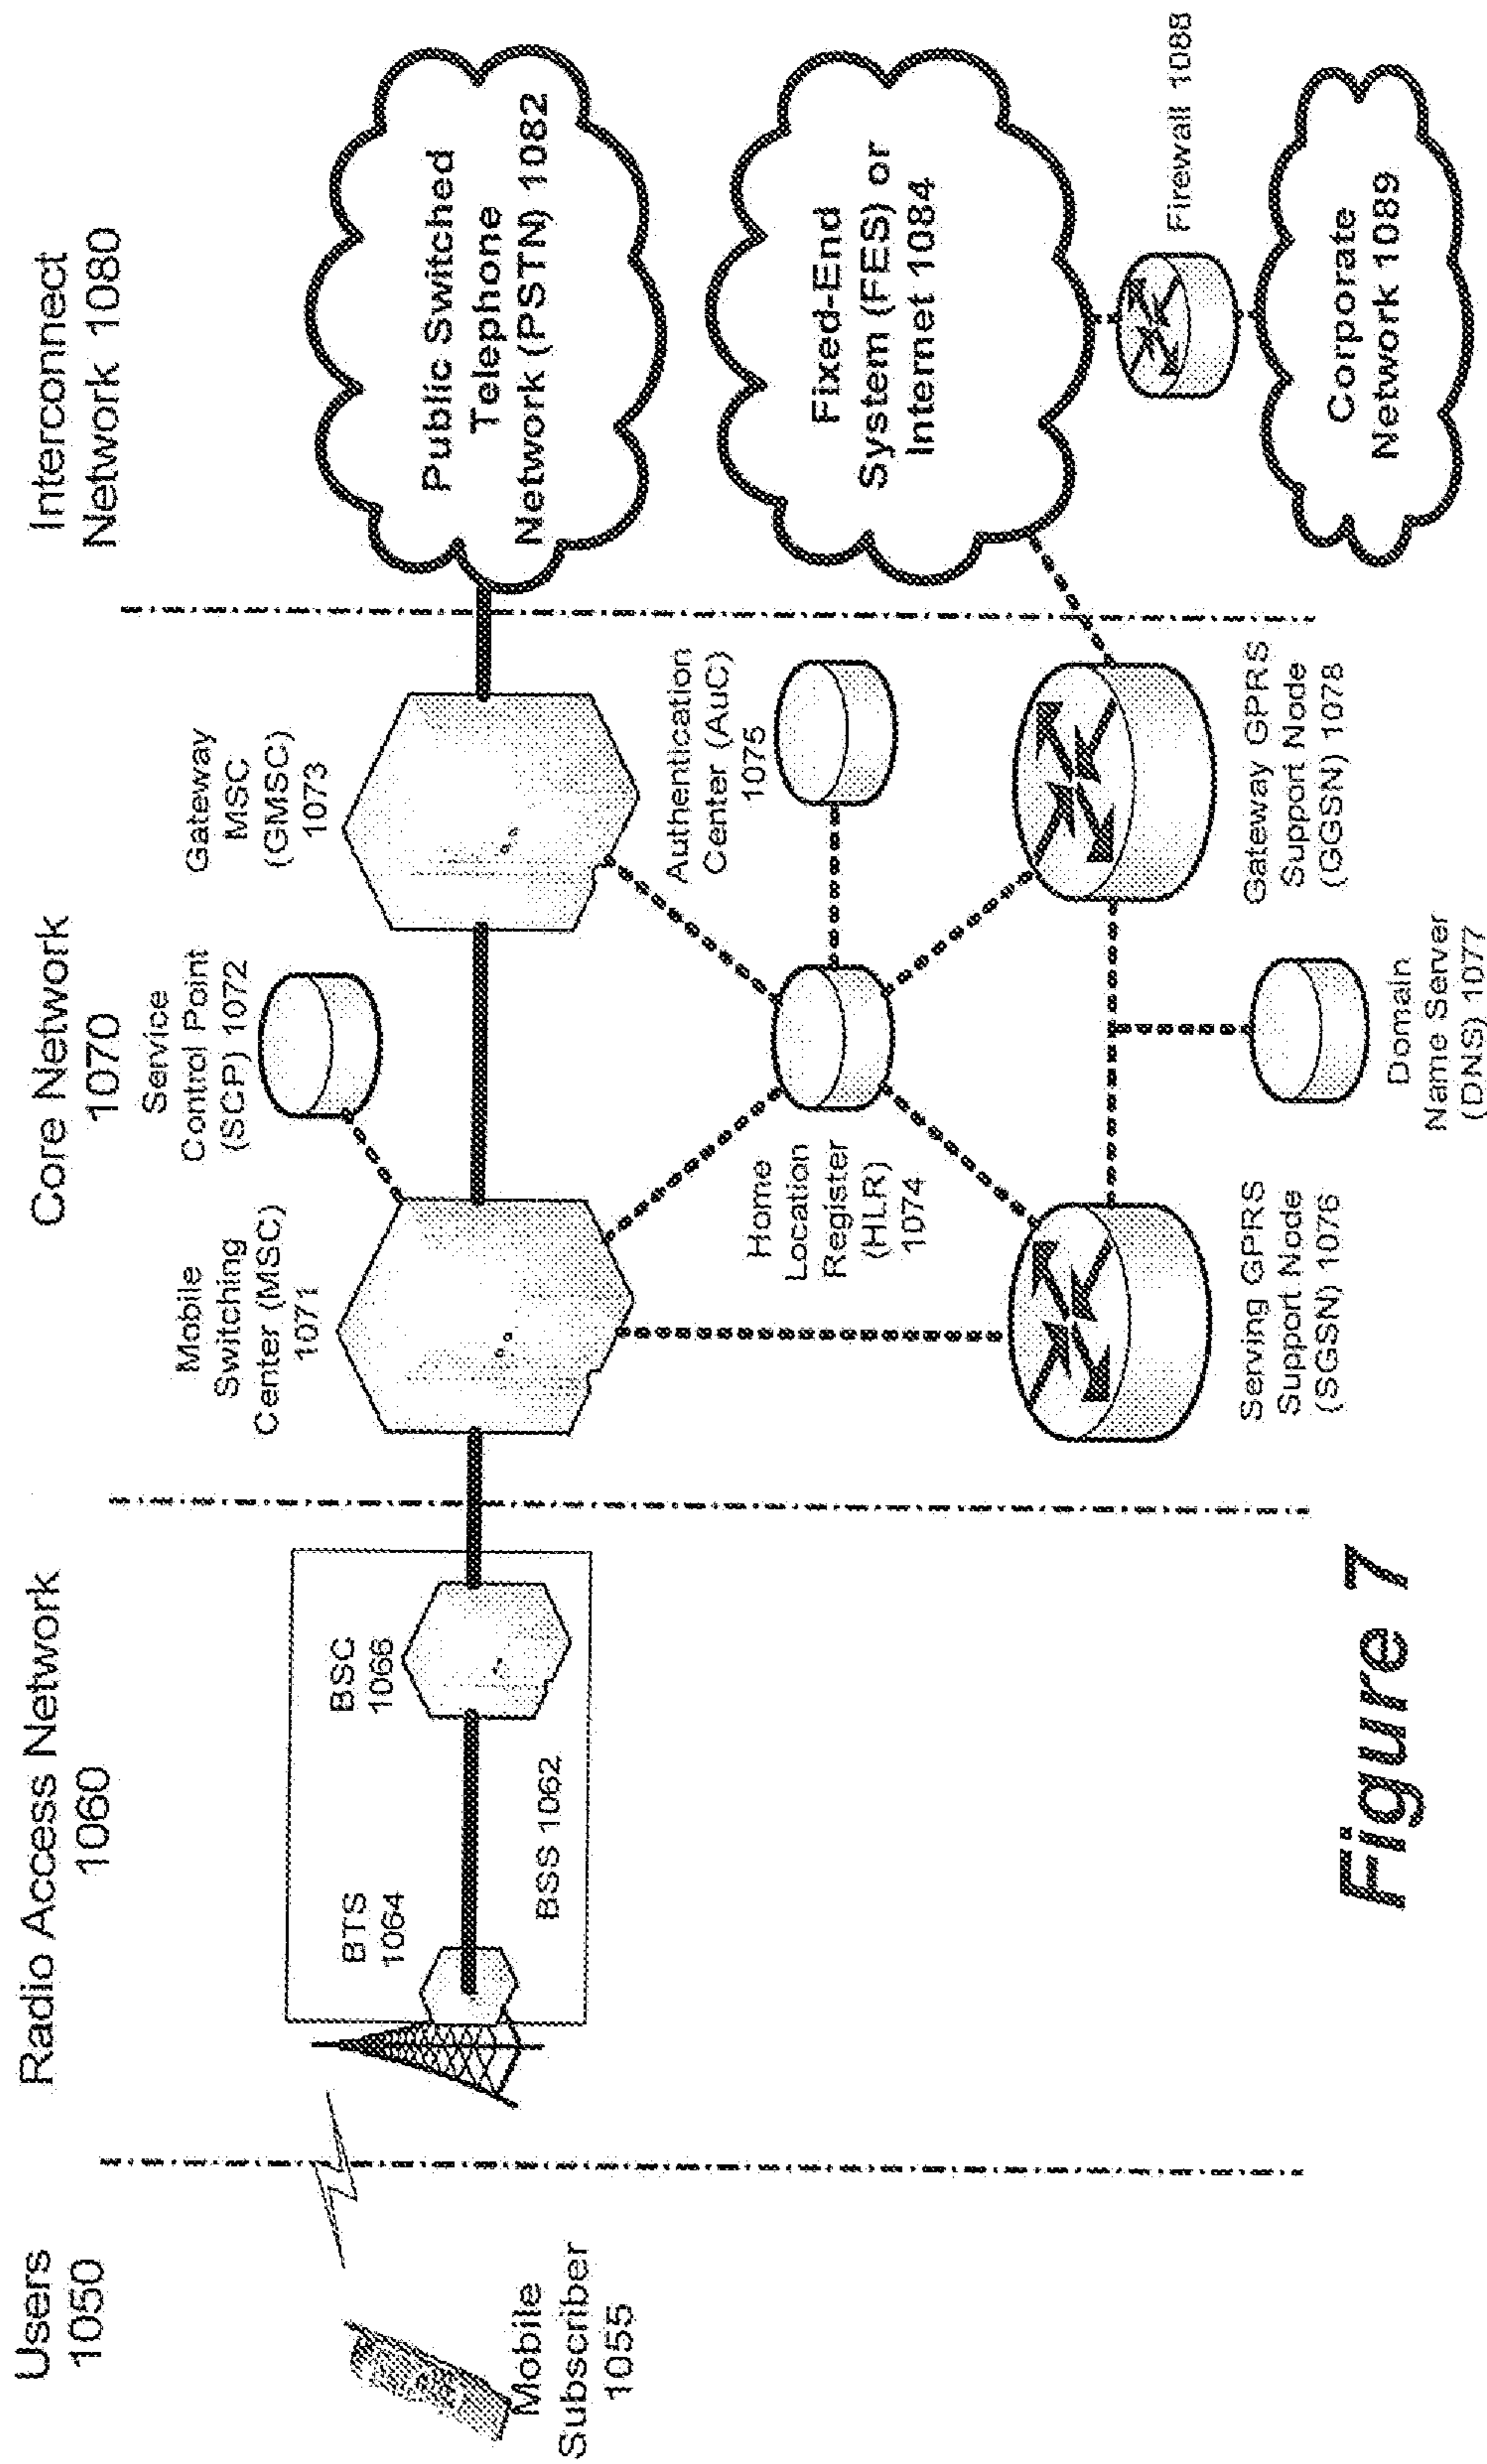 Users
1050
Radio Access Network
1060
Core Network
1070
Interconnect
Network 1080
Mobile
Subscriber
1055
BTS
1064
BSC
1066
BSS 1062
Mobile
Switching
Center (MSC)
1071
Service
Control Point
(SCP) 1072
Gateway
MSC
(GMSC)
1073
Home
Location
Register
(HLR)
1074
Authentication
Center (AuC)
1075
Serving GPRS
Support Node
(SGSN) 1076
Domain
Name Server
(DNS) 1077
Gateway GPRS
Support Node
(GGSN) 1078
Public Switched
Telephone
Network (PSTN) 1082
Fixed-End
System (FES) or
Internet 1084
Firewall 1088
Corporate
Network 1089
Figure 7